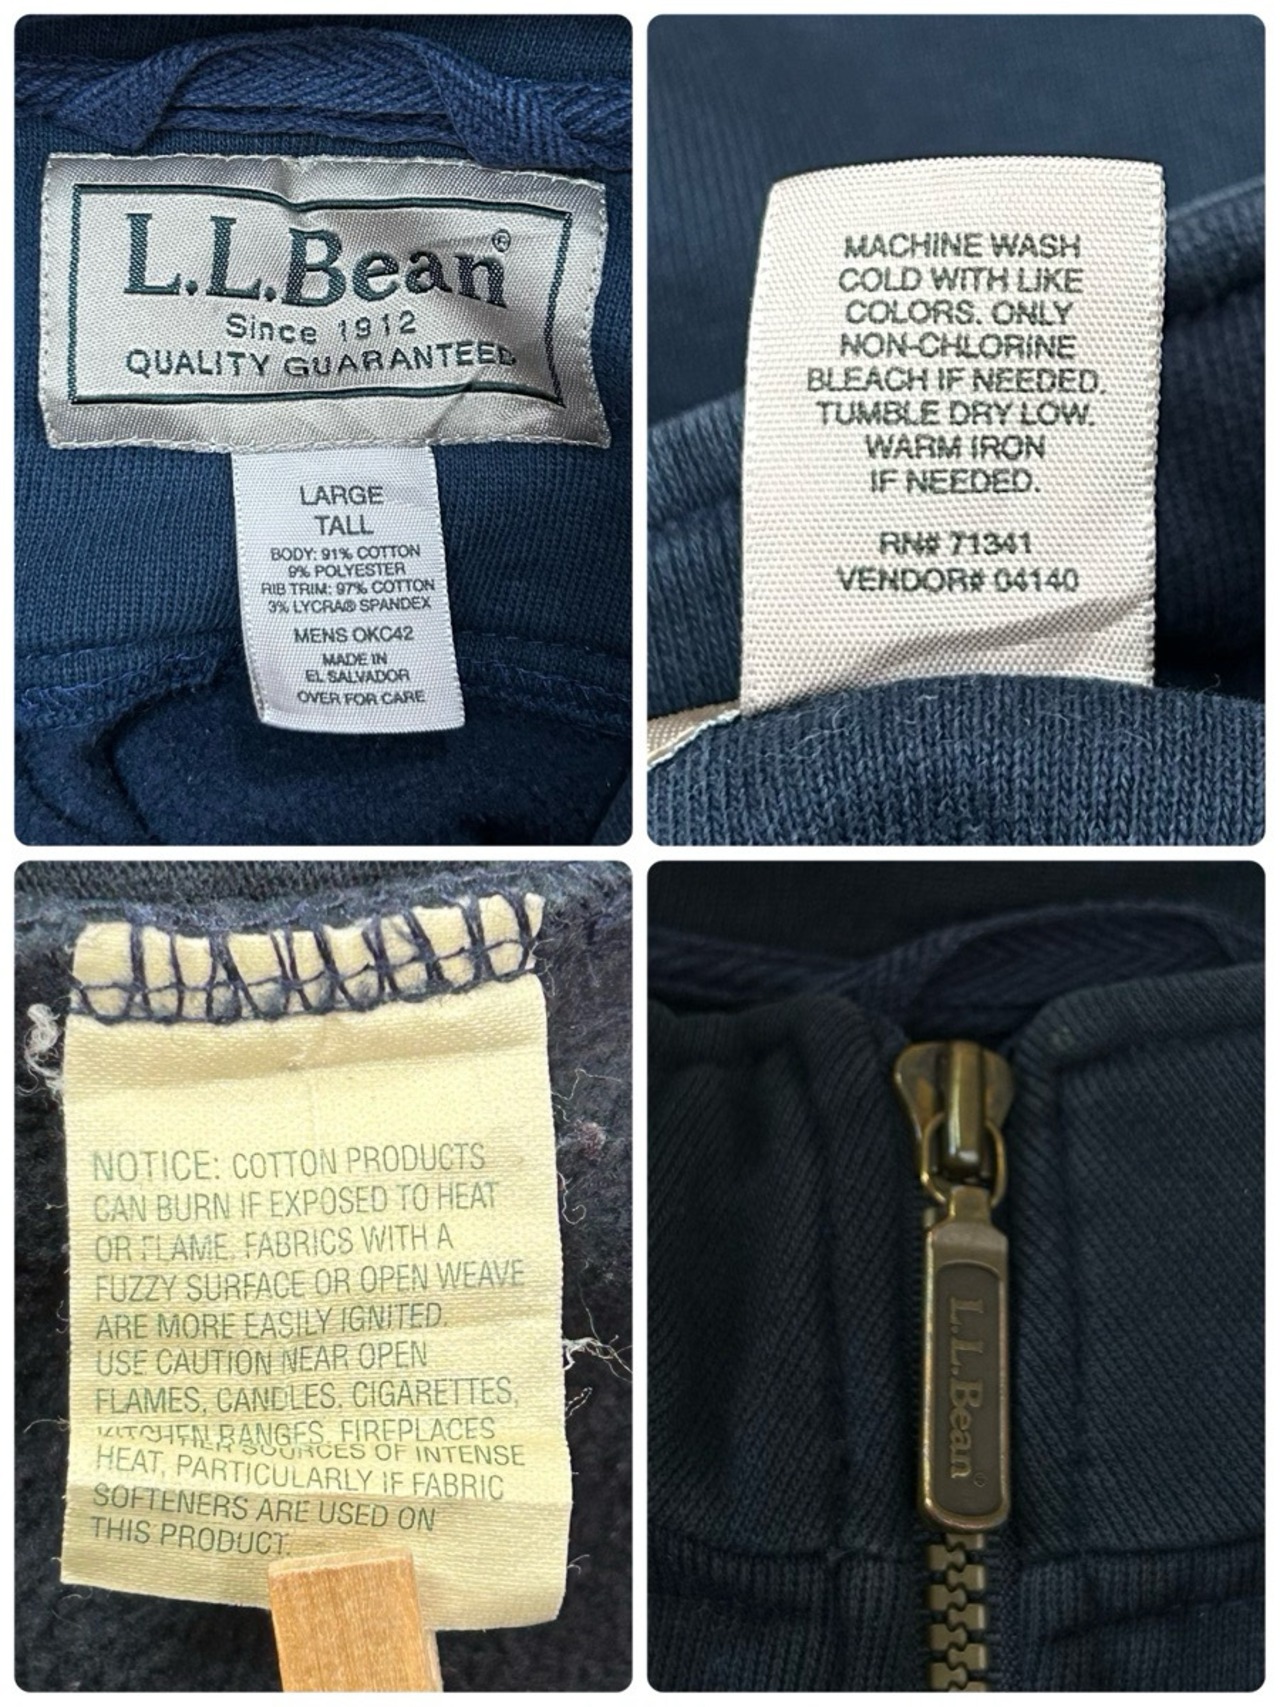 L.L.Bean®
Since 1912
QUALITY GUARANTEED
LARGE
TALL
BODY: 91% COTTON
9% POLYESTER
RIB TRIM: 97% COTTON
3% LYCRA® SPANDEX
MENS OKC42
MADE IN
EL SALVADOR
OVER FOR CARE
MACHINE WASH
COLD WITH LIKE
COLORS. ONLY
NON-CHLORINE
BLEACH IF NEEDED.
TUMBLE DRY LOW.
WARM IRON
IF NEEDED.
RN# 71341
VENDOR# 04140
NOTICE: COTTON PRODUCTS
CAN BURN IF EXPOSED TO HEAT
OR FLAME. FABRICS WITH A
FUZZY SURFACE OR OPEN WEAVE
ARE MORE EASILY IGNITED.
USE CAUTION NEAR OPEN
FLAMES, CANDLES. CIGARETTES,
KITCHEN RANGES, FIREPLACES
SOURCES OF INTENSE
HEAT, PARTICULARLY IF FABRIC
SOFTENERS ARE USED ON
THIS PRODUCT.
L.L.Bean®